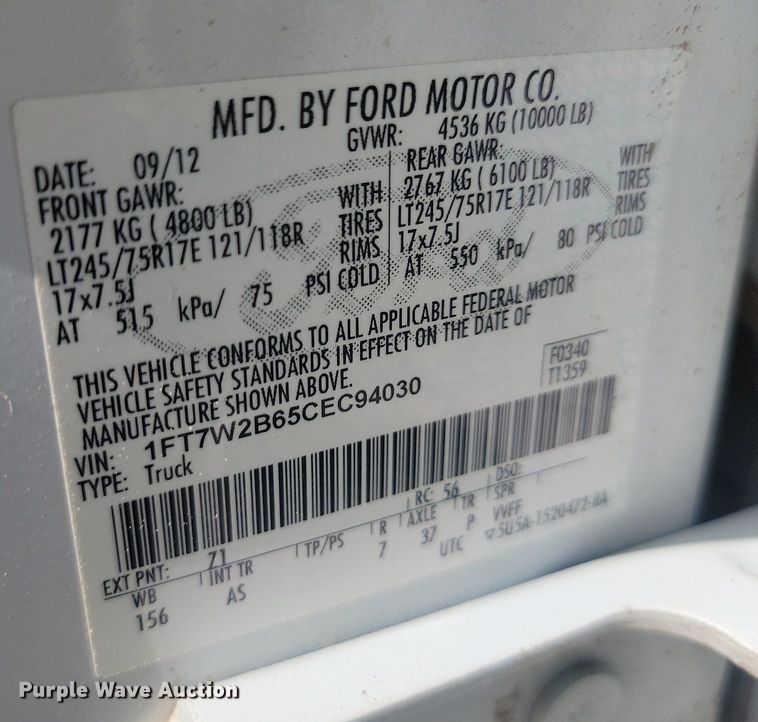 MFD. BY FORD MOTOR CO.
DATE: 09/12 GVWR: 4536 KG (10000 LB)
FRONT GAWR: REAR GAWR:
2177 KG ( 4800 LB) WITH 2767 KG ( 6100 LB) WITH
LT245/75R17E 121/118R TIRES LT245/75R17E 121/118R TIRES
17x7.5J RIMS 17x7.5J RIMS
AT 515 kPa/ 75 PSI COLD AT 550 kPa/ 80 PSI COLD
THIS VEHICLE CONFORMS TO ALL APPLICABLE FEDERAL MOTOR
VEHICLE SAFETY STANDARDS IN EFFECT ON THE DATE OF
MANUFACTURE SHOWN ABOVE.
F0340
T1359
VIN: 1FT7W2B65CEC94030
TYPE: Truck
EXT PNT: Z1 RC: 56 DSO:
WB INT TR TP/PS R AXLE TR SPR
156 AS 7 37 P VVFF
UTC 5U5A-1520472-BA
Purple Wave Auction